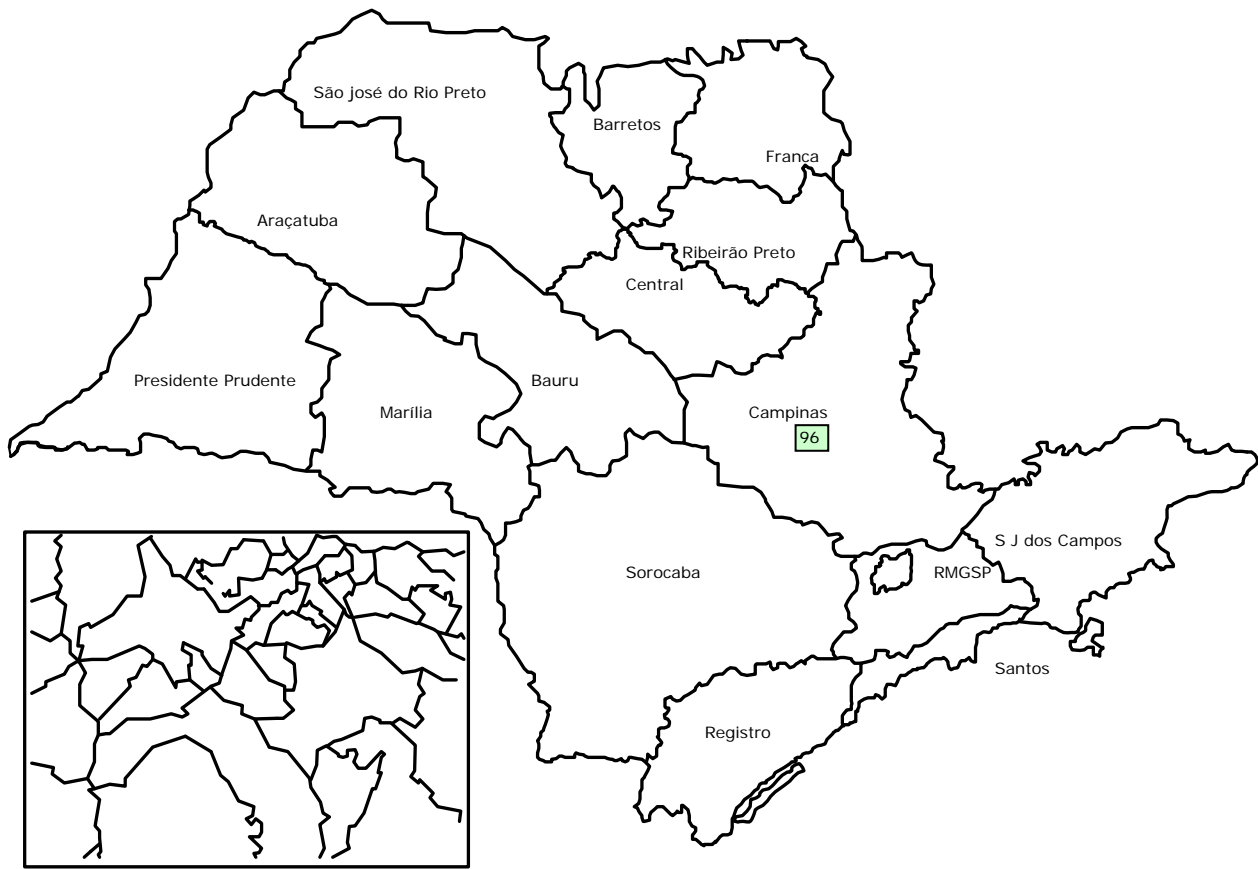 São josé do Rio Preto
Barretos
Franca
Araçatuba
Ribeirão Preto
Central
Presidente Prudente
Bauru
Marília
Campinas
96
S J dos Campos
Sorocaba
RMGSP
Santos
Registro